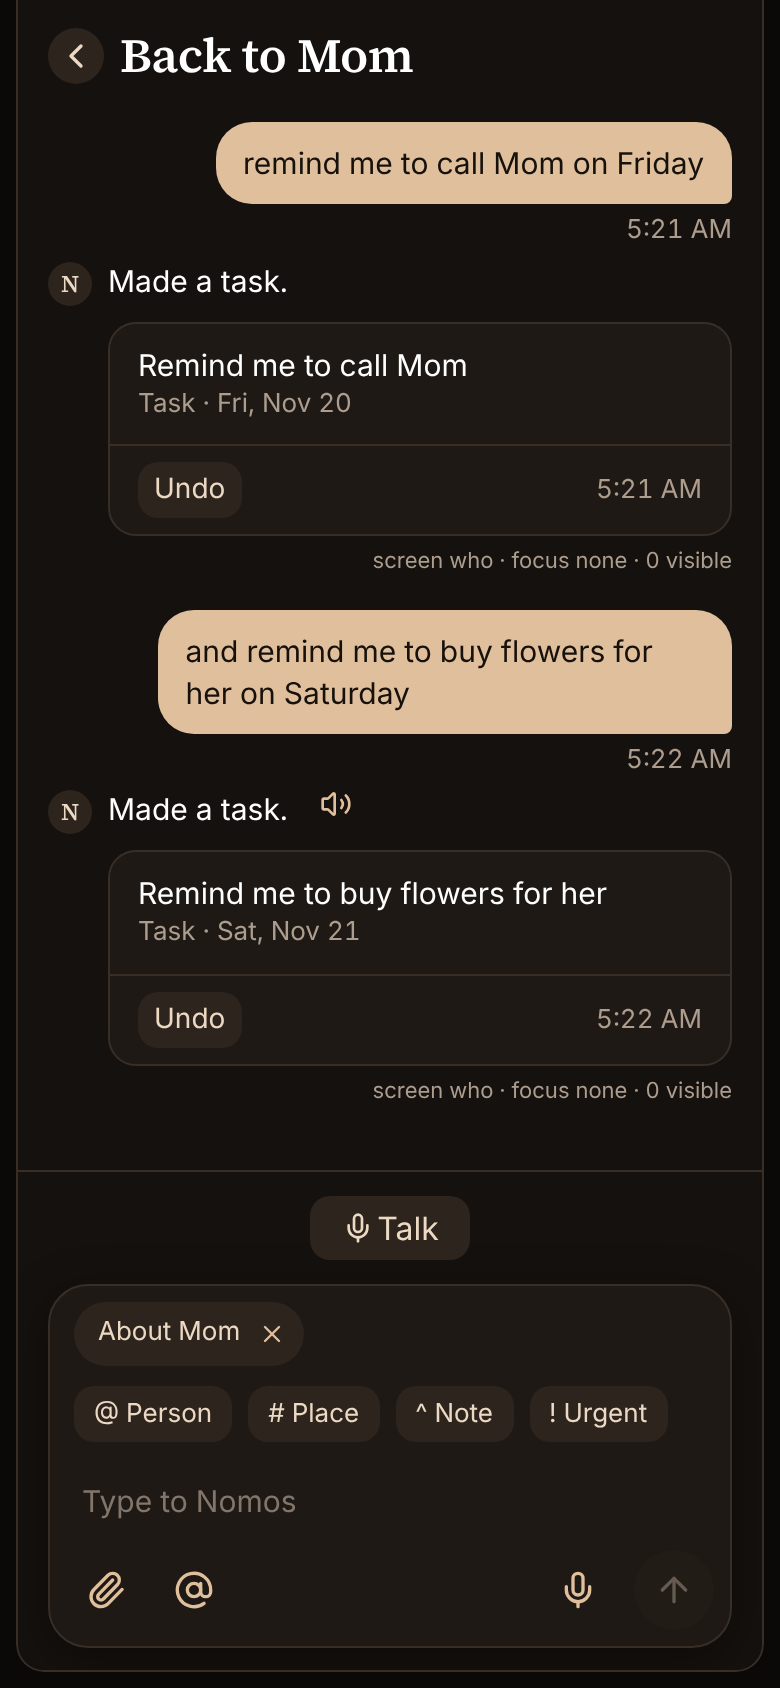 Back to Mom
remind me to call Mom on Friday
5:21 AM
N Made a task.
Remind me to call Mom
Task · Fri, Nov 20
Undo 5:21 AM
screen who · focus none · 0 visible
and remind me to buy flowers for
her on Saturday
5:22 AM
N Made a task.
Remind me to buy flowers for her
Task · Sat, Nov 21
Undo 5:22 AM
screen who · focus none · 0 visible
Talk
About Mom
@ Person # Place ^ Note ! Urgent
Type to Nomos